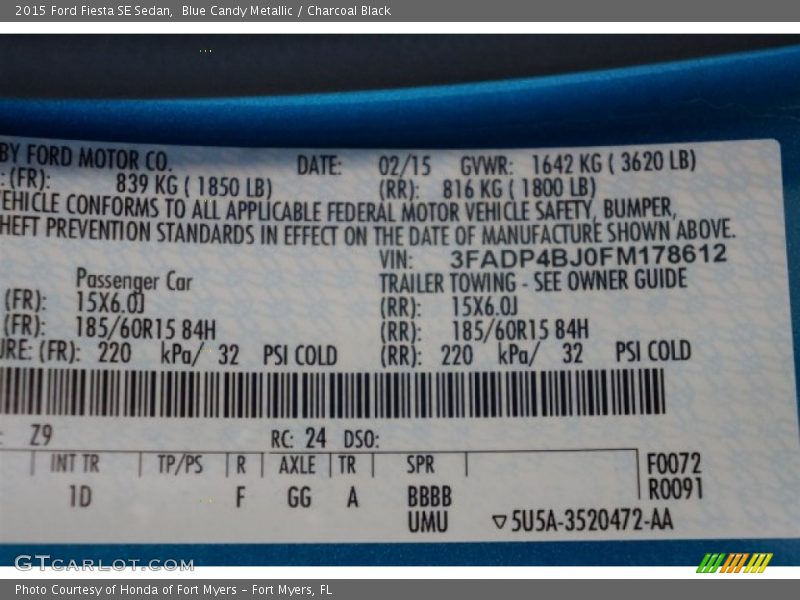 2015 Ford Fiesta SE Sedan, Blue Candy Metallic / Charcoal Black
BY FORD MOTOR CO. DATE: 02/15 GVWR: 1642 KG ( 3620 LB)
(FR): 839 KG ( 1850 LB) (RR): 816 KG ( 1800 LB)
VEHICLE CONFORMS TO ALL APPLICABLE FEDERAL MOTOR VEHICLE SAFETY, BUMPER,
THEFT PREVENTION STANDARDS IN EFFECT ON THE DATE OF MANUFACTURE SHOWN ABOVE.
VIN: 3FADP4BJ0FM178612
Passenger Car TRAILER TOWING - SEE OWNER GUIDE
(FR): 15X6.0J (RR): 15X6.0J
(FR): 185/60R15 84H (RR): 185/60R15 84H
URE: (FR): 220 kPa/ 32 PSI COLD (RR): 220 kPa/ 32 PSI COLD
: Z9 RC: 24 DSO:
INT TR TP/PS R AXLE TR SPR F0072
1D F GG A BBBB R0091
UMU ▽5U5A-3520472-AA
GTCARLOT.COM
Photo Courtesy of Honda of Fort Myers – Fort Myers, FL